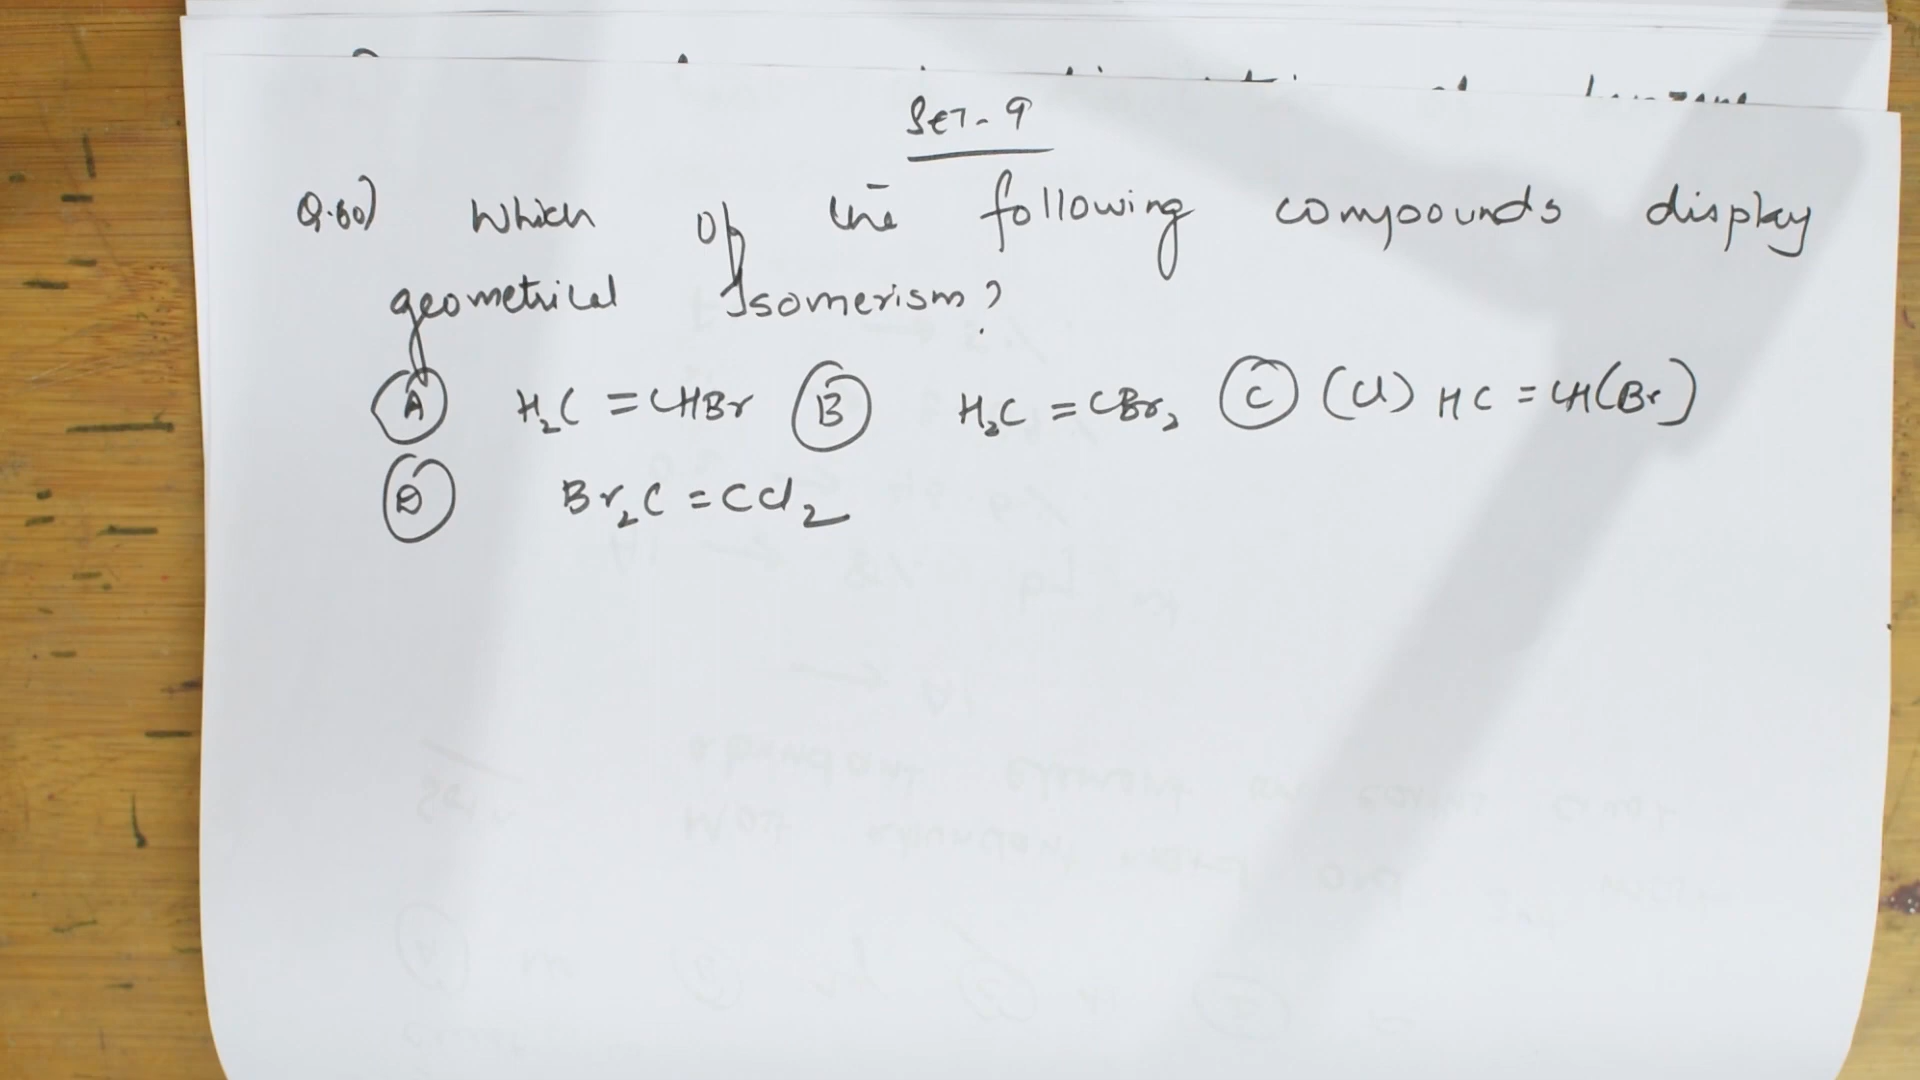 SET-9
Q.60) Which of the following compounds display
geometrical Isomerism?
(A) H₂C = CHBr (B) H₂C = CBr₂ (C) (Cl) HC = CH(Br)
(D) Br₂C = CCl₂